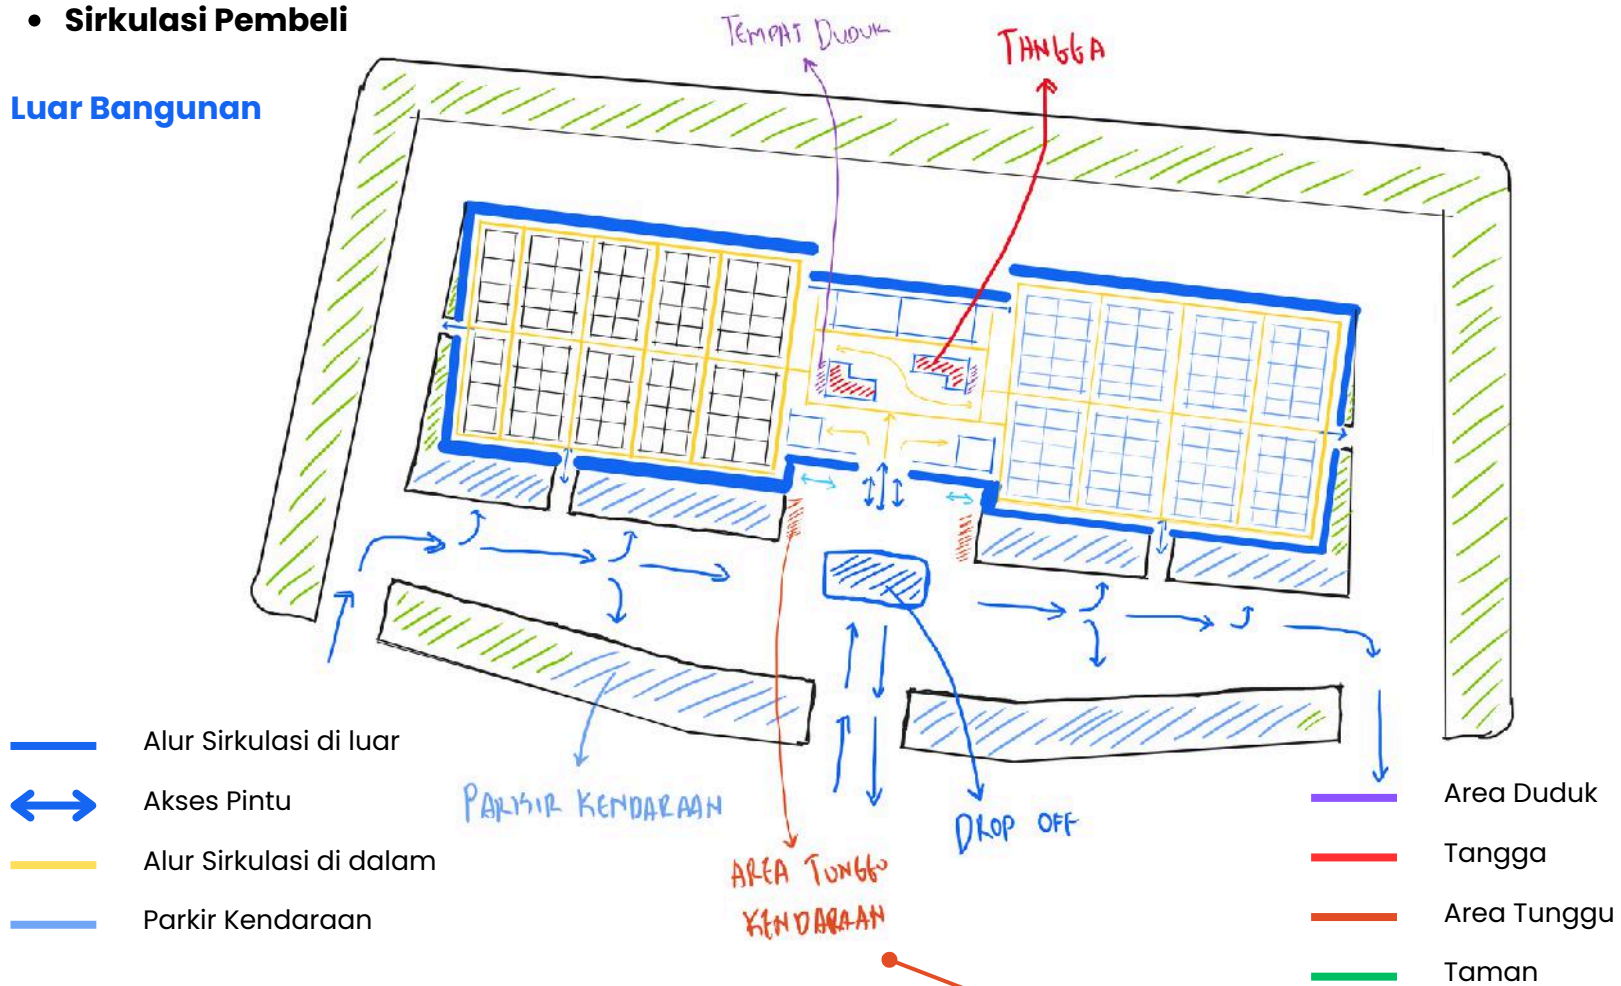 • Sirkulasi Pembeli
Luar Bangunan
TEMPAT DUDUK
TANGGA
PARKIR KENDARAAN
AREA TUNGGU
KENDARAAN
DROP OFF
Alur Sirkulasi di luar
Akses Pintu
Alur Sirkulasi di dalam
Parkir Kendaraan
Area Duduk
Tangga
Area Tunggu
Taman